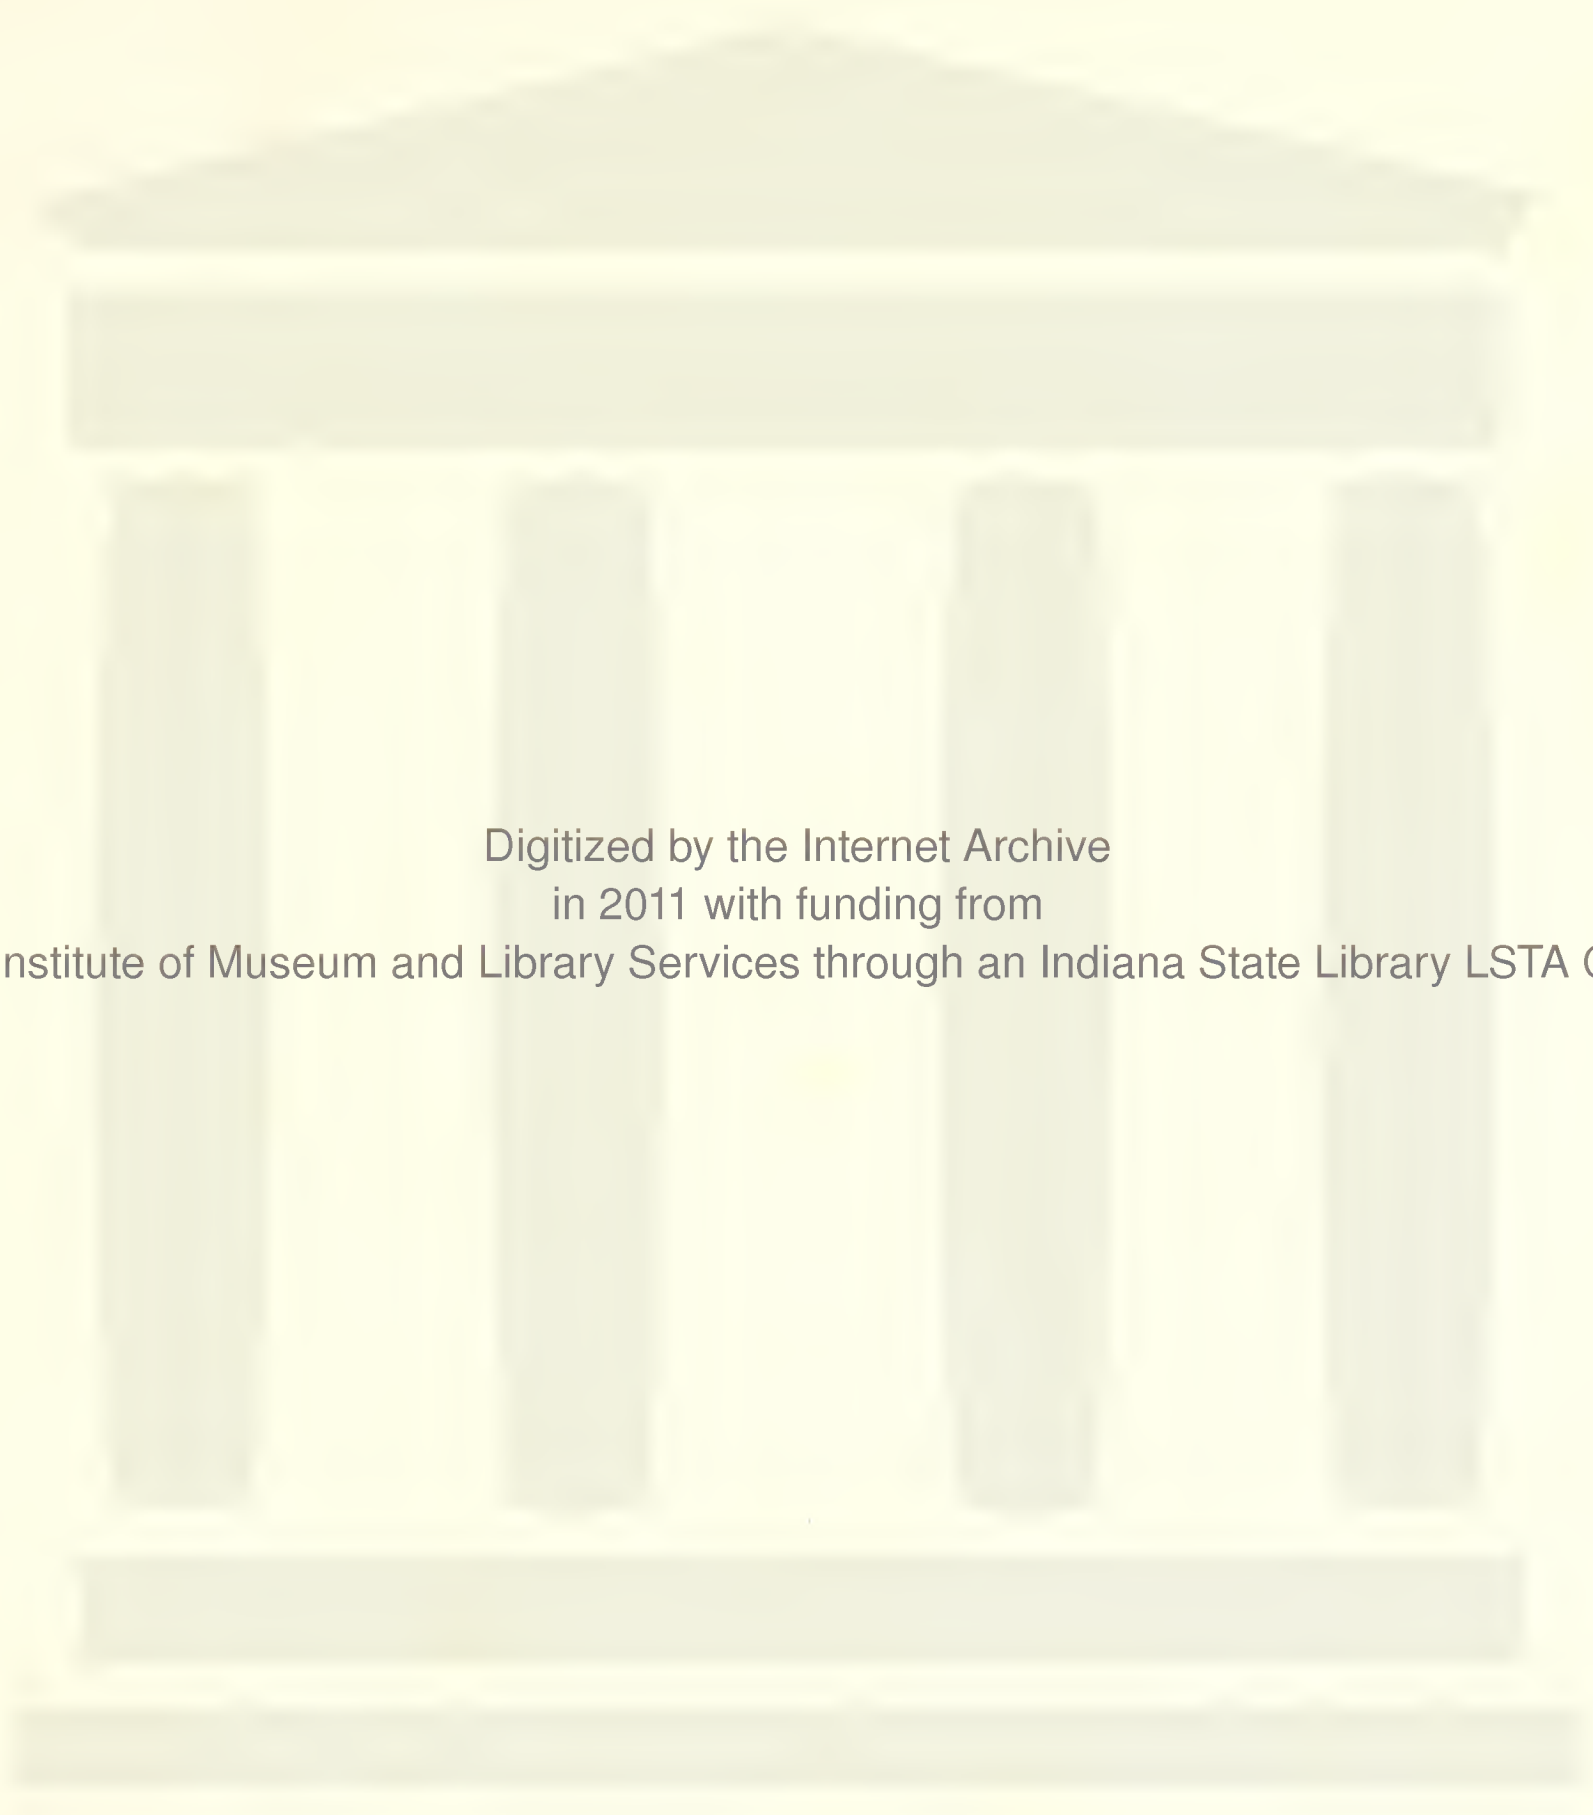 Digitized by the Internet Archive
in 2011 with funding from
nstitute of Museum and Library Services through an Indiana State Library LSTA